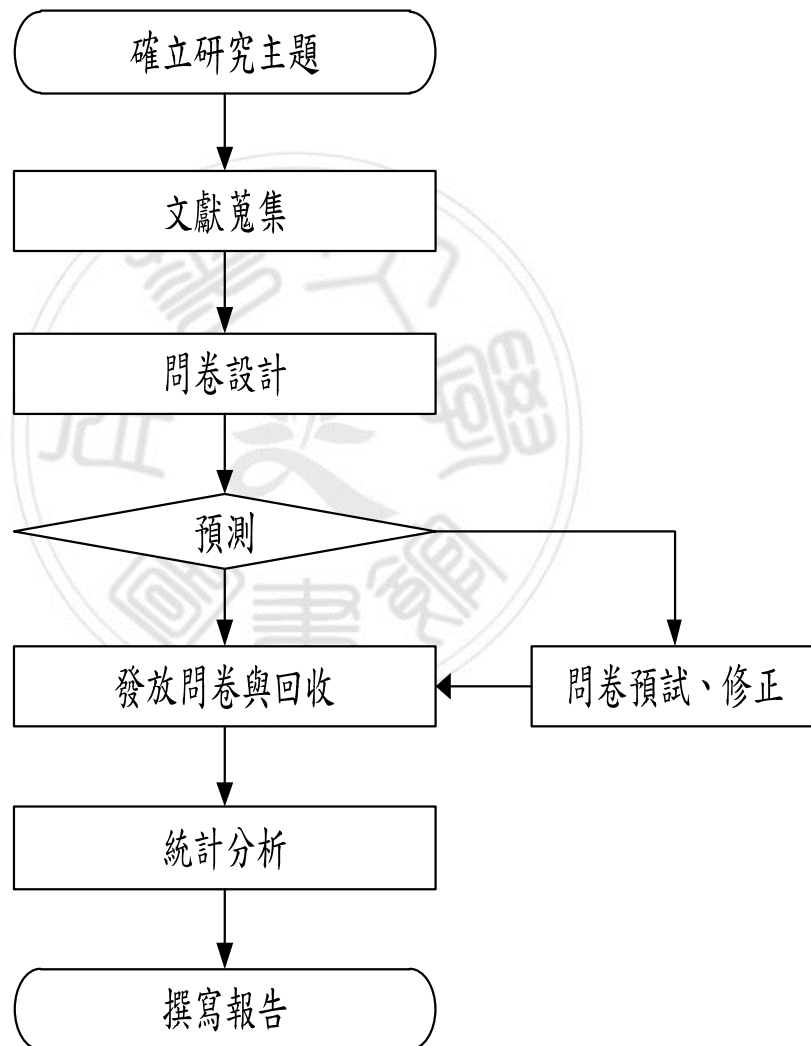 確立研究主題
文獻蒐集
問卷設計
預測
發放問卷與回收
問卷預試、修正
統計分析
撰寫報告